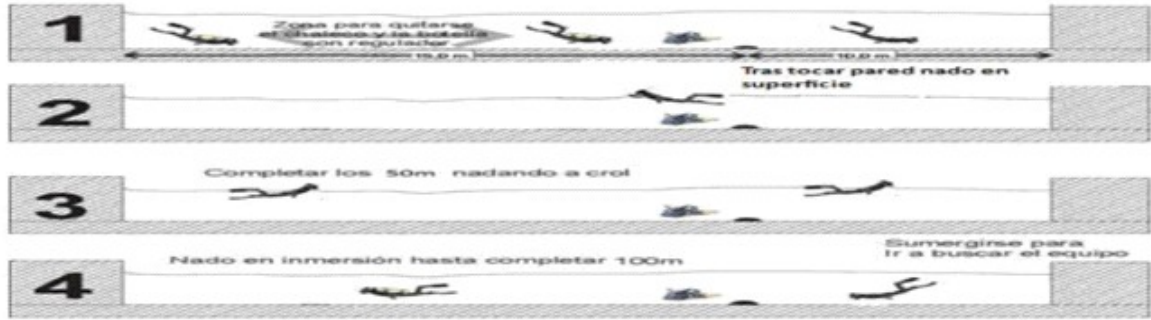 1
Zona para quitarse
el chaleco y la botella
con regulador
15,0 m
10,0 m
Tras tocar pared nado en
superficie
2
Completar los 50m nadando a crol
3
Sumergirse para
Ir a buscar el equipo
Nado en inmersión hasta completar 100m
4